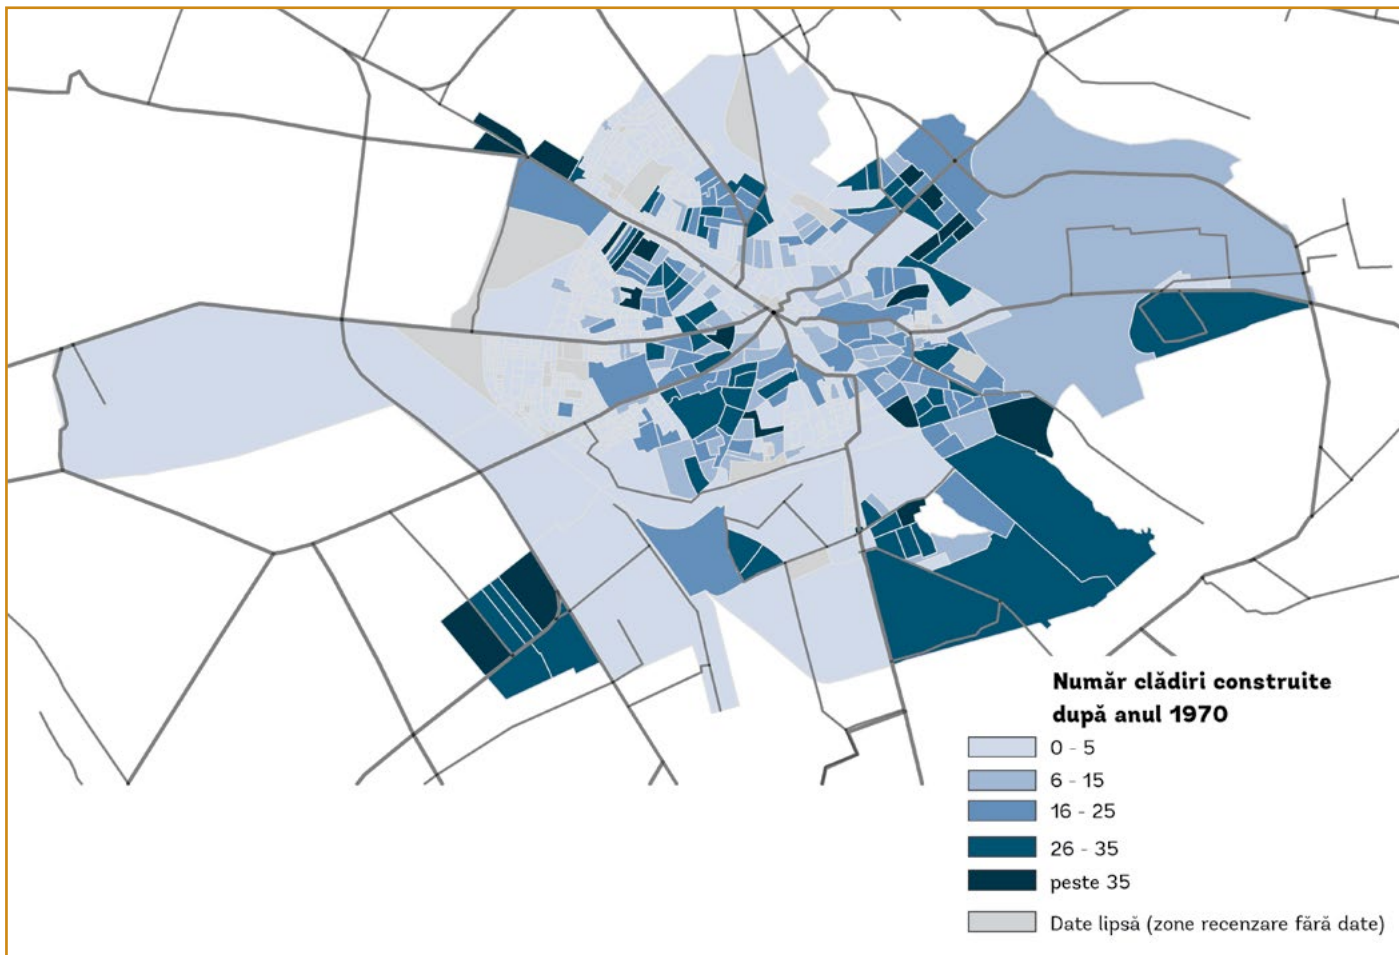 Număr clădiri construite
după anul 1970
0 - 5
6 - 15
16 - 25
26 - 35
peste 35
Date lipsă (zone recenzare fără date)